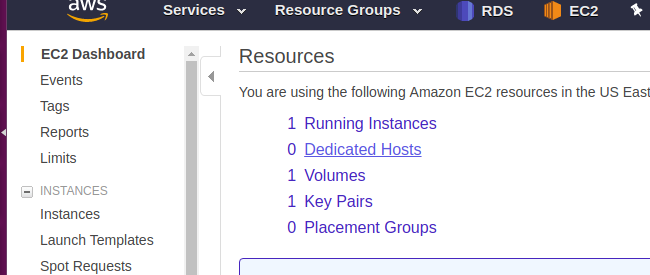 aws
Services
Resource Groups
RDS
EC2
EC2 Dashboard
Events
Tags
Reports
Limits
INSTANCES
Instances
Launch Templates
Spot Requests
Resources
You are using the following Amazon EC2 resources in the US East
1 Running Instances
0 Dedicated Hosts
1 Volumes
1 Key Pairs
0 Placement Groups